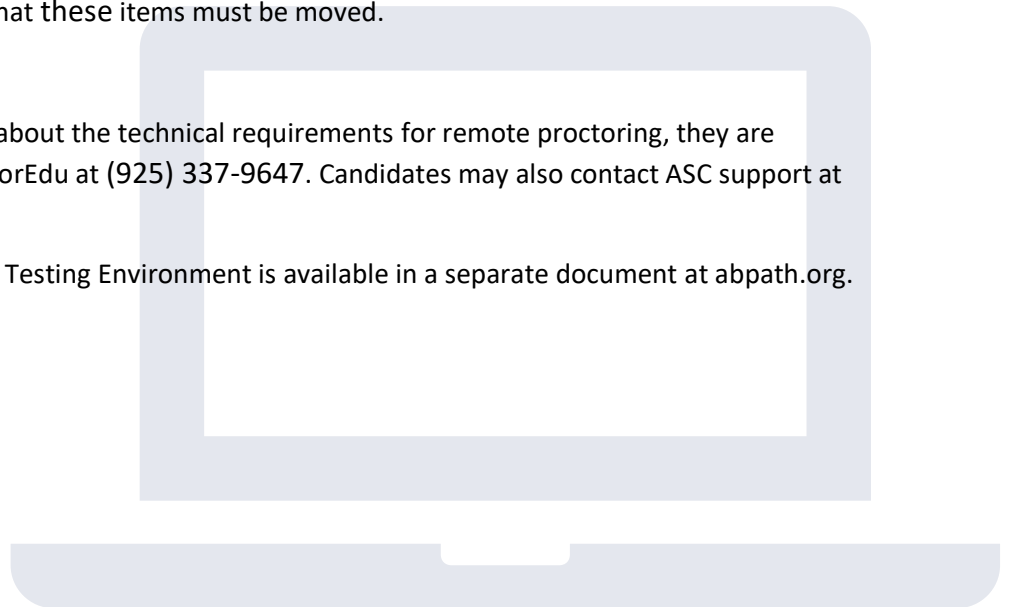 hat these items must be moved.
about the technical requirements for remote proctoring, they are
orEdu at (925) 337-9647. Candidates may also contact ASC support at
Testing Environment is available in a separate document at abpath.org.